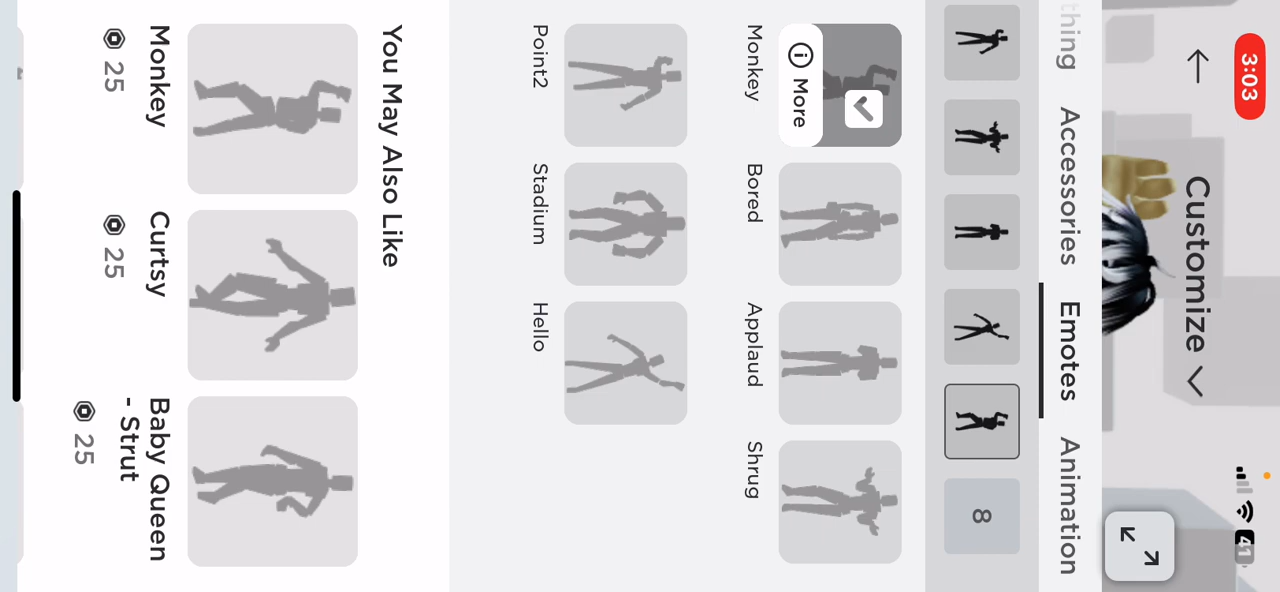 3:03
41
Customize
thing Accessories Emotes Animation
8
More
Monkey Bored Applaud Shrug
Point2 Stadium Hello
You May Also Like
Monkey
25
Curtsy
25
Baby Queen
- Strut
25